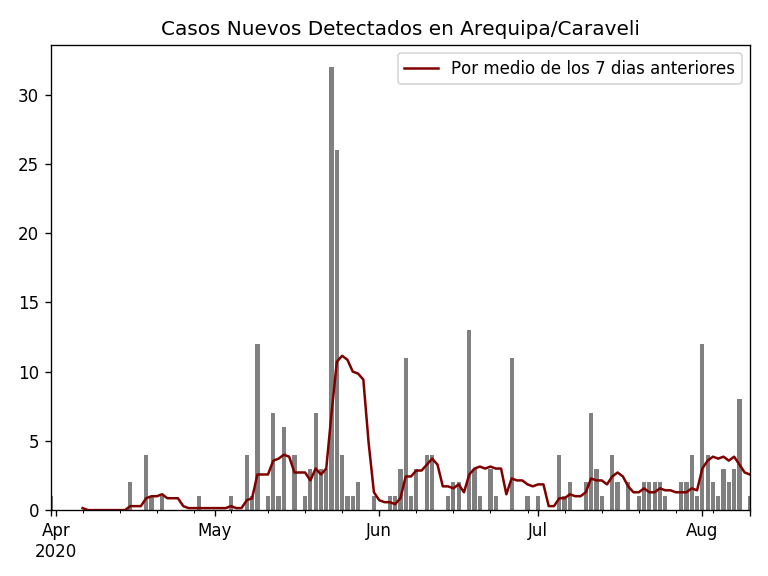 Casos Nuevos Detectados en Arequipa/Caraveli
Por medio de los 7 dias anteriores
30
25
20
15
10
5
0
Apr May Jun Jul Aug
2020